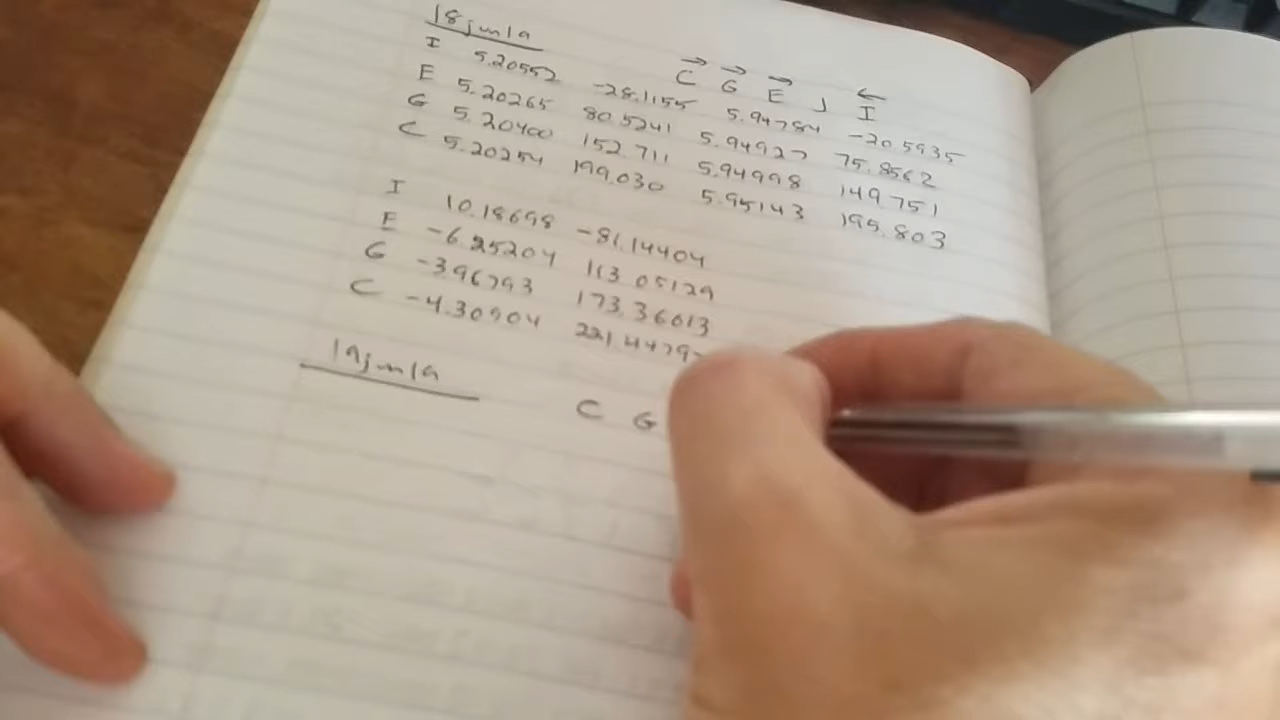 18jm19
→ → → ←
C G E J I
I 5.20552 -28.1155 5.94784 -20.5935
E 5.20265 80.5241 5.94927 75.8562
G 5.20400 152.711 5.94998 149.751
C 5.20254 199.030 5.95143 195.803
I 10.18698 -81.14404
E -6.25204 113.05129
G -3.96793 173.36013
C -4.30904
19jm19
C G